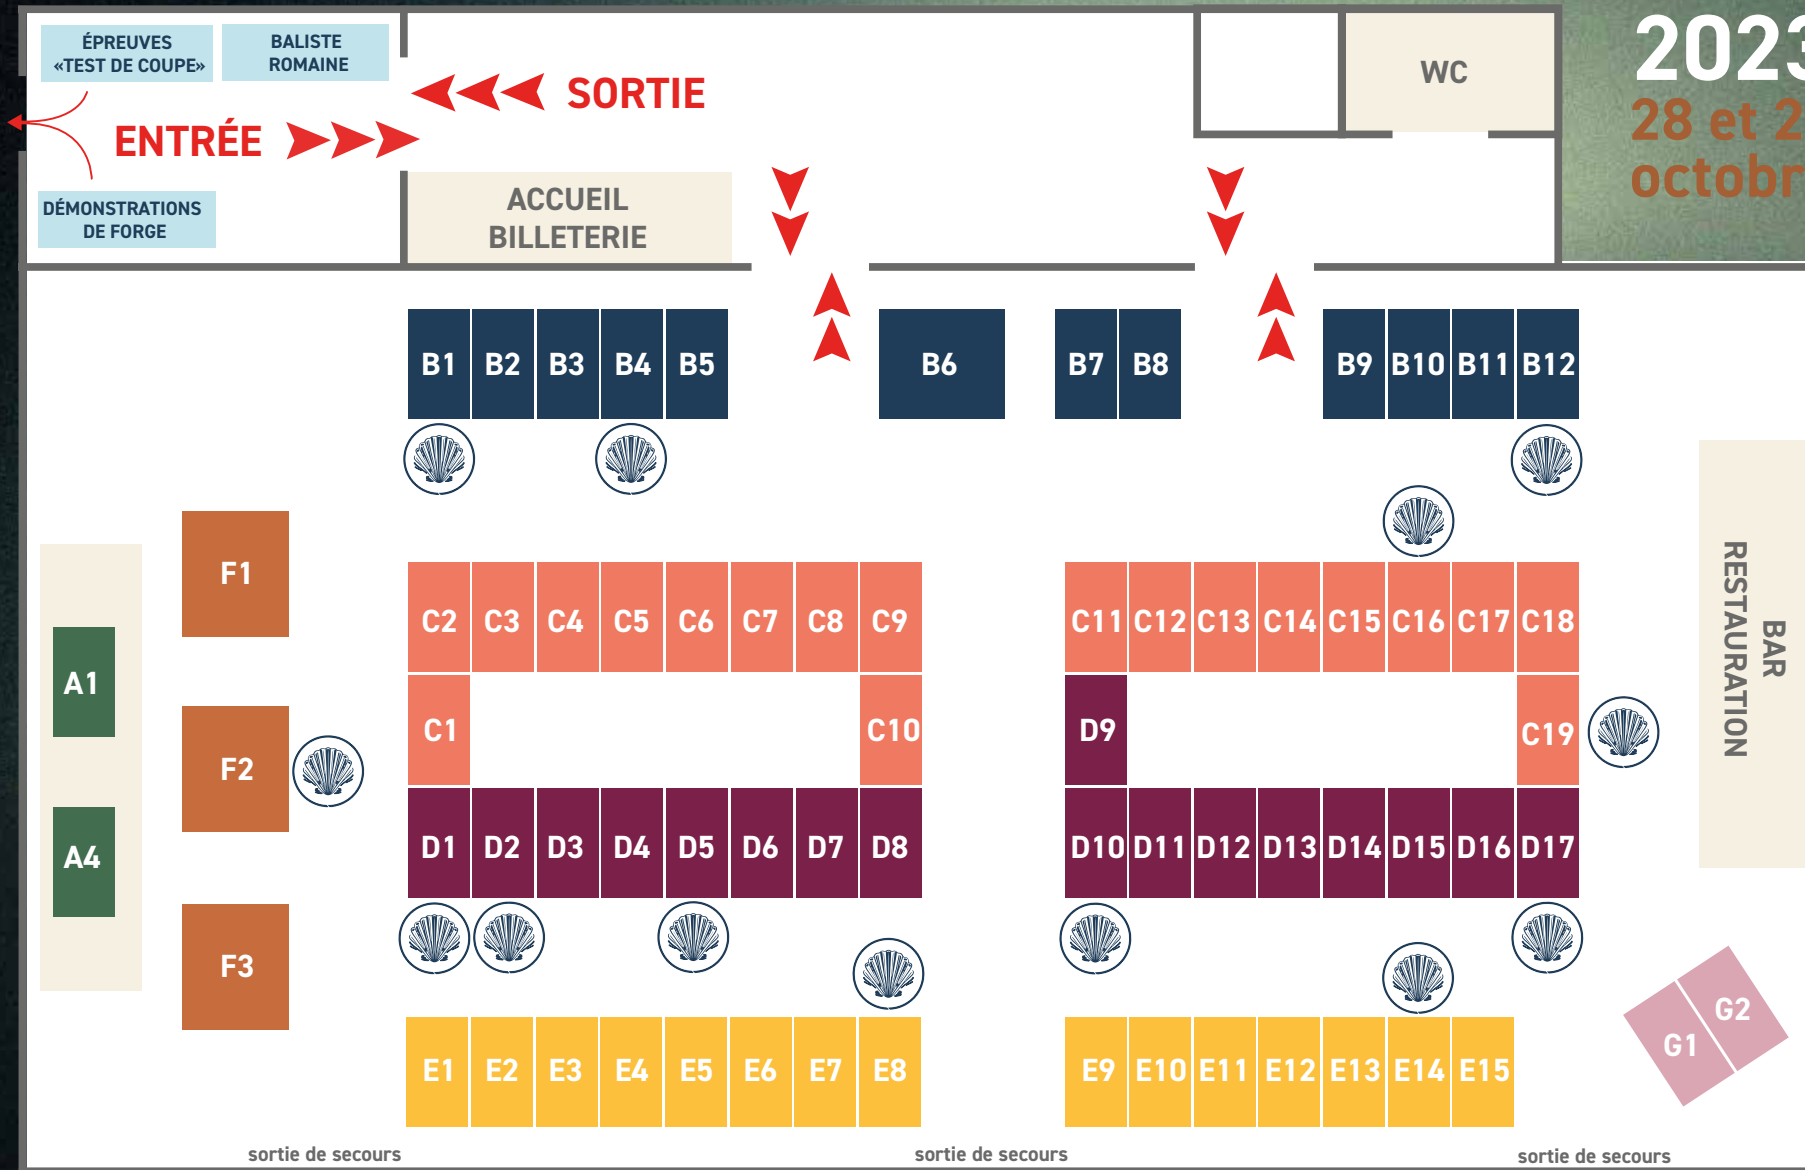 ÉPREUVES
«TEST DE COUPE»
BALISTE
ROMAINE
SORTIE
ENTRÉE
DÉMONSTRATIONS
DE FORGE
ACCUEIL
BILLETERIE
WC
2023
28 et 2
octobr
B1 B2 B3 B4 B5 B6 B7 B8 B9 B10 B11 B12
F1
F2
F3
A1
A4
C2 C3 C4 C5 C6 C7 C8 C9 C11 C12 C13 C14 C15 C16 C17 C18
C1 C10 D9 C19
D1 D2 D3 D4 D5 D6 D7 D8 D10 D11 D12 D13 D14 D15 D16 D17
BAR
RESTAURATION
G1 G2
E1 E2 E3 E4 E5 E6 E7 E8 E9 E10 E11 E12 E13 E14 E15
sortie de secours
sortie de secours
sortie de secours